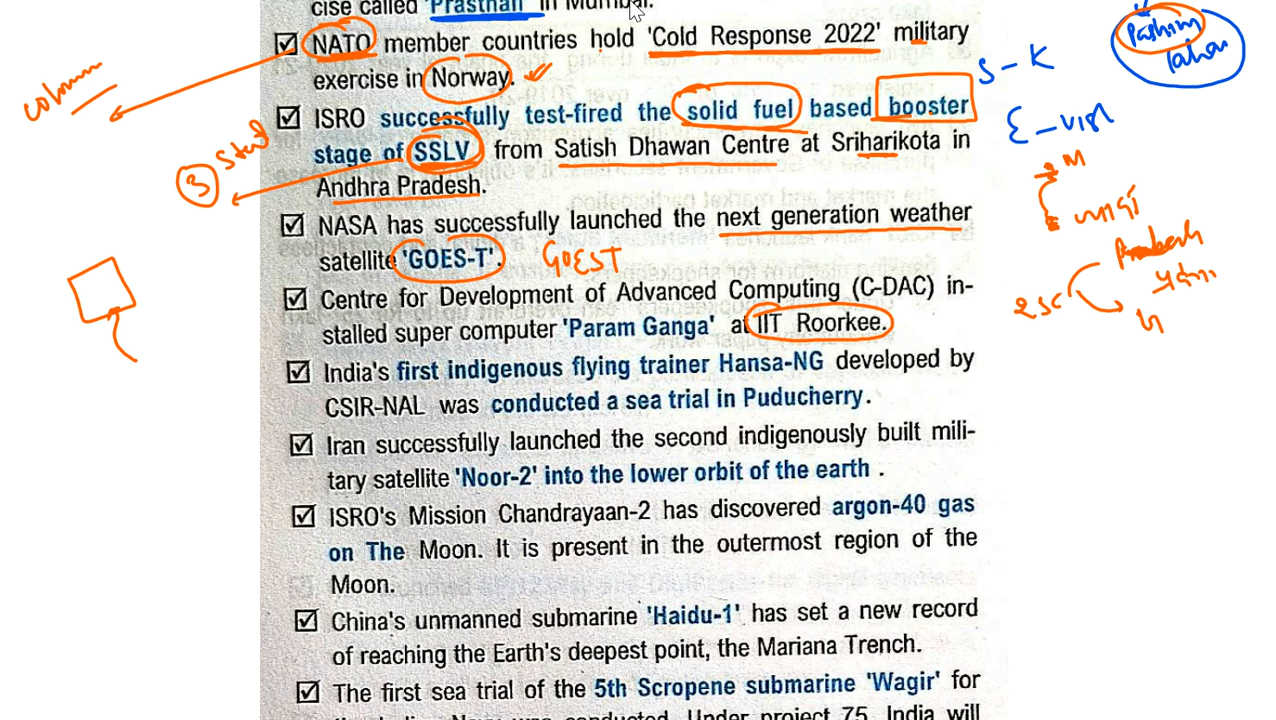 cise called 'Prasthan' in Mumbai.
☑ NATO member countries hold 'Cold Response 2022' military
exercise in Norway.
☑ ISRO successfully test-fired the solid fuel based booster
stage of SSLV from Satish Dhawan Centre at Sriharikota in
Andhra Pradesh.
☑ NASA has successfully launched the next generation weather
satellite 'GOES-T'. GOEST
☑ Centre for Development of Advanced Computing (C-DAC) in-
stalled super computer 'Param Ganga' at IIT Roorkee.
☑ India's first indigenous flying trainer Hansa-NG developed by
CSIR-NAL was conducted a sea trial in Puducherry.
☑ Iran successfully launched the second indigenously built mili-
tary satellite 'Noor-2' into the lower orbit of the earth .
☑ ISRO's Mission Chandrayaan-2 has discovered argon-40 gas
on The Moon. It is present in the outermost region of the
Moon.
☑ China's unmanned submarine 'Haidu-1' has set a new record
of reaching the Earth's deepest point, the Mariana Trench.
☑ The first sea trial of the 5th Scropene submarine 'Wagir' for
was conducted. Under project 75, India will
3
S - K
M